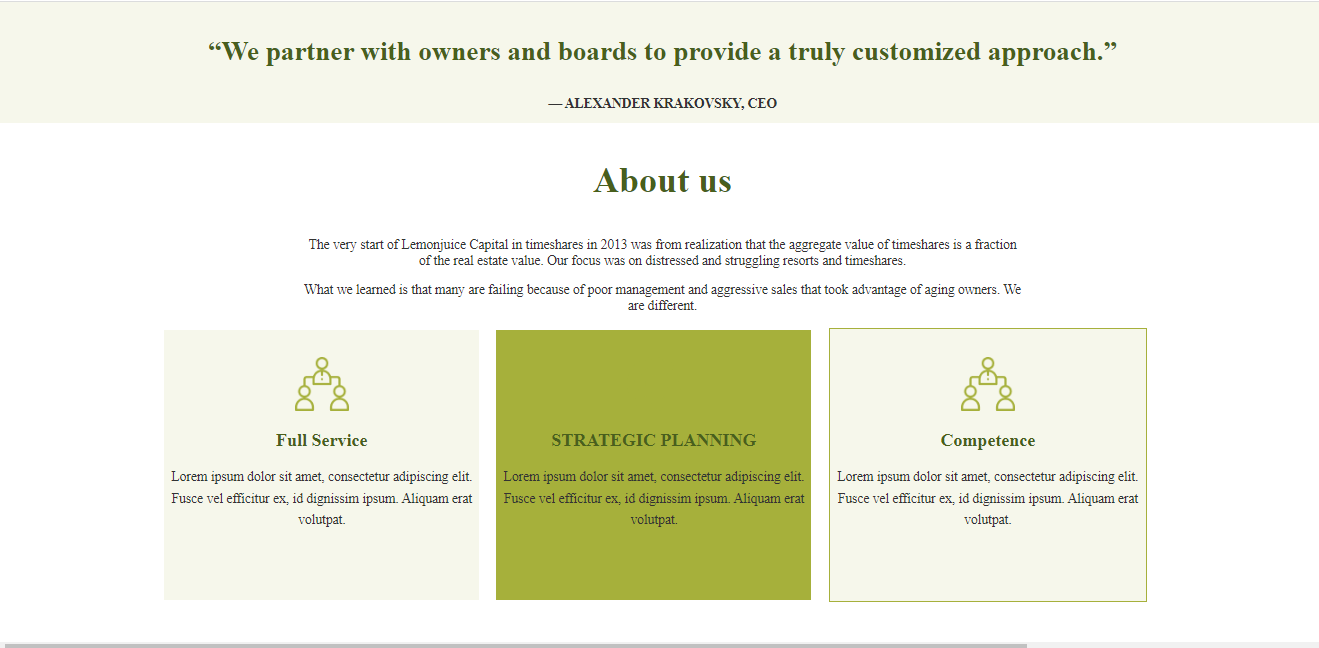 “We partner with owners and boards to provide a truly customized approach.”
— ALEXANDER KRAKOVSKY, CEO
About us
The very start of Lemonjuice Capital in timeshares in 2013 was from realization that the aggregate value of timeshares is a fraction
of the real estate value. Our focus was on distressed and struggling resorts and timeshares.
What we learned is that many are failing because of poor management and aggressive sales that took advantage of aging owners. We
are different.
Full Service
Lorem ipsum dolor sit amet, consectetur adipiscing elit.
Fusce vel efficitur ex, id dignissim ipsum. Aliquam erat
volutpat.
STRATEGIC PLANNING
Lorem ipsum dolor sit amet, consectetur adipiscing elit.
Fusce vel efficitur ex, id dignissim ipsum. Aliquam erat
volutpat.
Competence
Lorem ipsum dolor sit amet, consectetur adipiscing elit.
Fusce vel efficitur ex, id dignissim ipsum. Aliquam erat
volutpat.